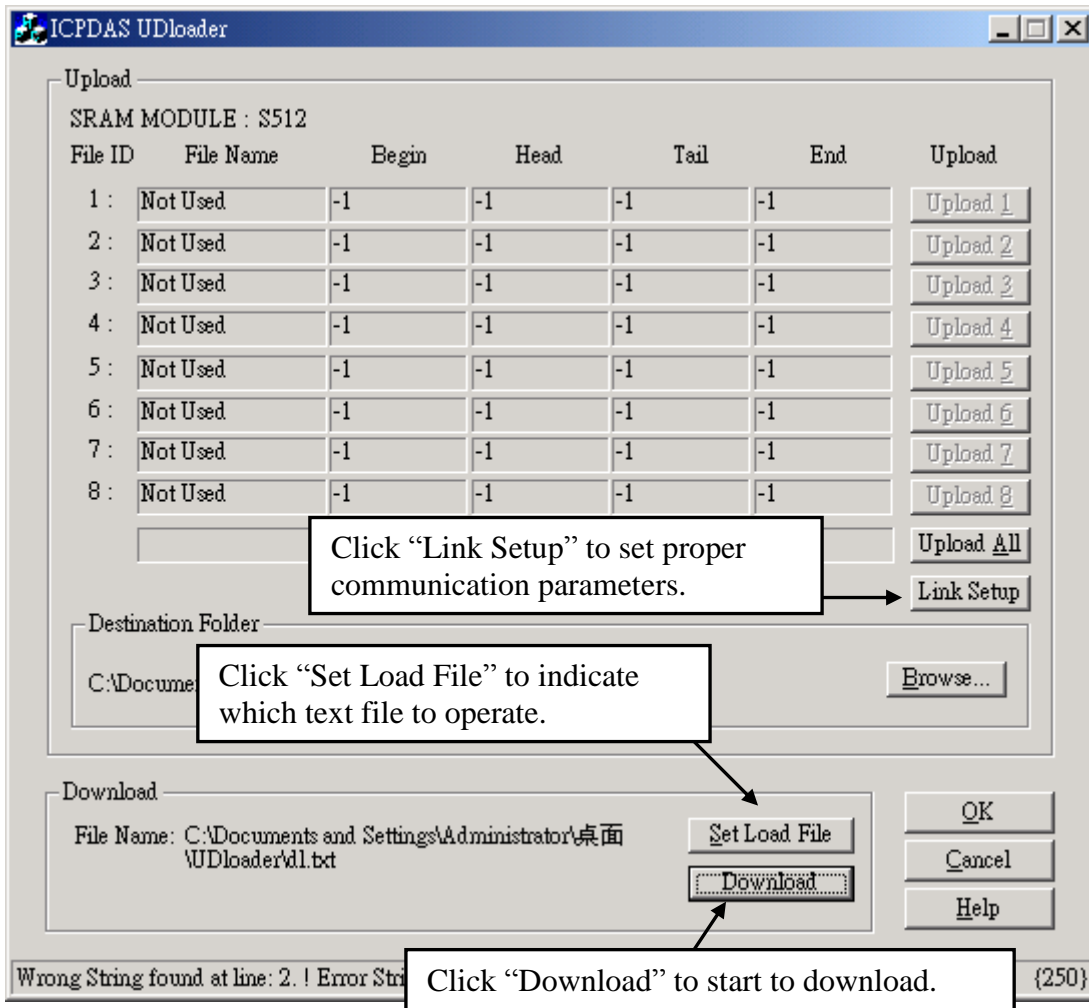 ICPDAS UDloader
Upload
SRAM MODULE : S512
File ID File Name Begin Head Tail End Upload
1 : Not Used -1 -1 -1 -1 Upload 1
2 : Not Used -1 -1 -1 -1 Upload 2
3 : Not Used -1 -1 -1 -1 Upload 3
4 : Not Used -1 -1 -1 -1 Upload 4
5 : Not Used -1 -1 -1 -1 Upload 5
6 : Not Used -1 -1 -1 -1 Upload 6
7 : Not Used -1 -1 -1 -1 Upload 7
8 : Not Used -1 -1 -1 -1 Upload 8
Upload All
Click “Link Setup” to set proper
communication parameters.
Link Setup
Destination Folder
C:\Docume
Browse...
Click “Set Load File” to indicate
which text file to operate.
Download
File Name: C:\Documents and Settings\Administrator\桌面
\UDloader\dl.txt
Set Load File
Download
OK
Cancel
Help
Wrong String found at line: 2. ! Error Stri
Click “Download” to start to download.
{250}